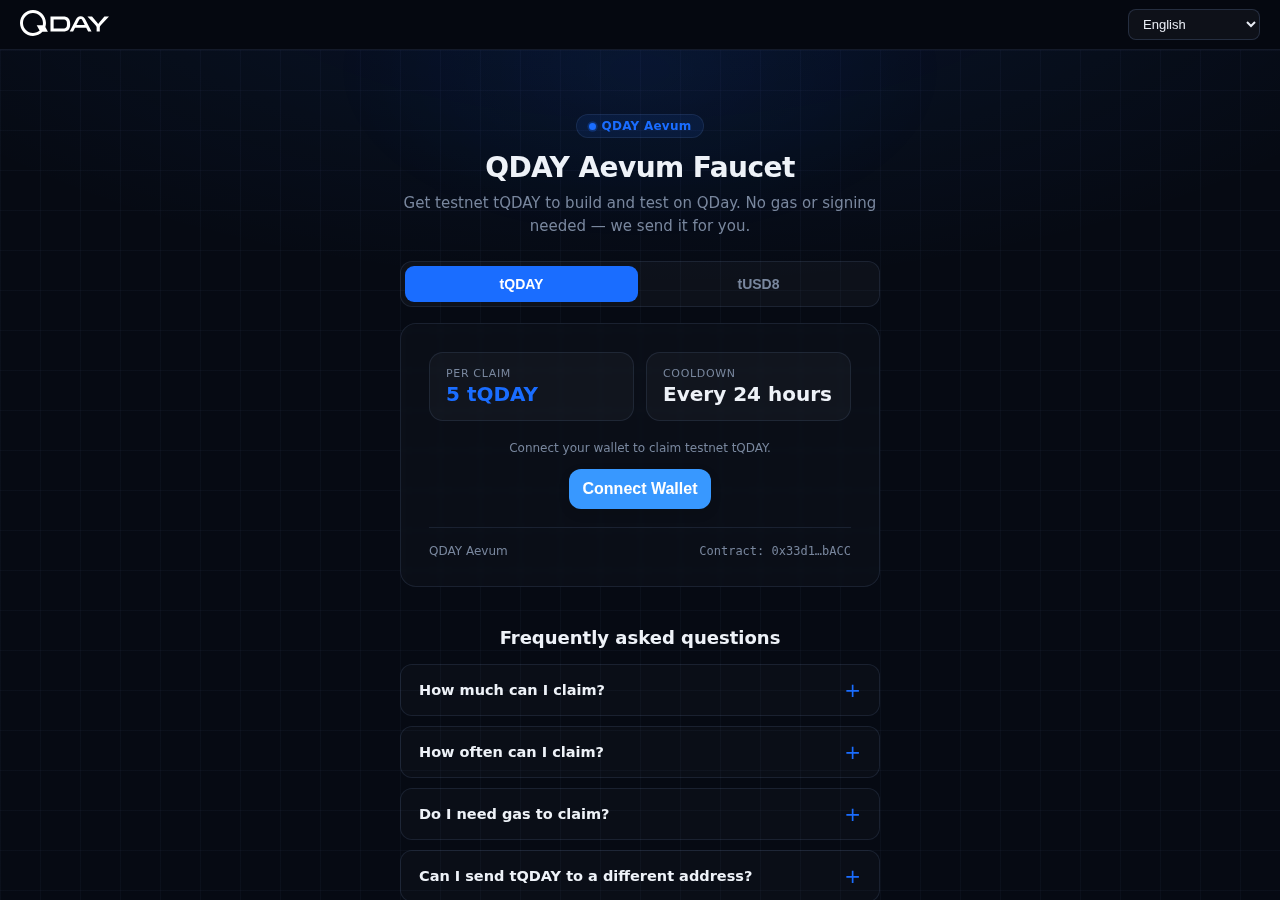 QDAY
English
QDAY Aevum
QDAY Aevum Faucet
Get testnet tQDAY to build and test on QDay. No gas or signing
needed — we send it for you.
tQDAY
tUSD8
PER CLAIM
5 tQDAY
COOLDOWN
Every 24 hours
Connect your wallet to claim testnet tQDAY.
Connect Wallet
QDAY Aevum
Contract: 0x33d1…bACC
Frequently asked questions
How much can I claim?
+
How often can I claim?
+
Do I need gas to claim?
+
Can I send tQDAY to a different address?
+